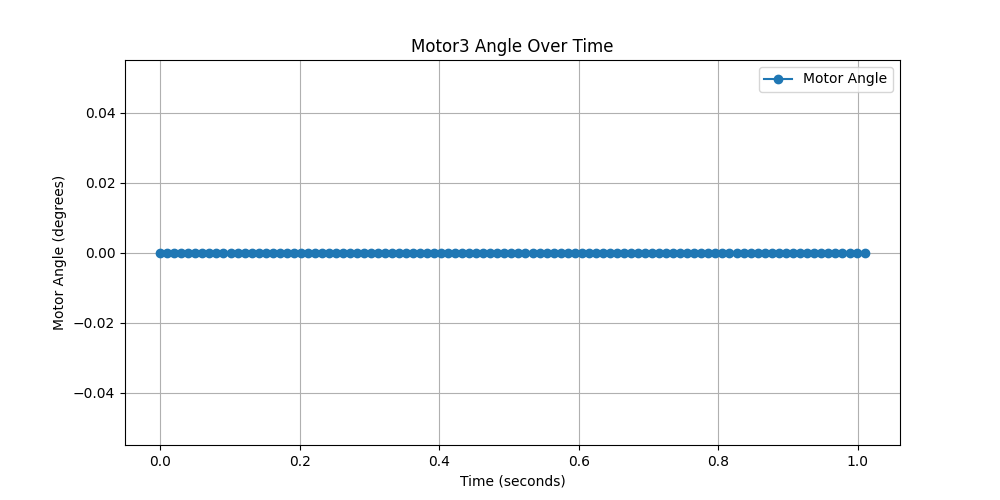 Motor3 Angle Over Time
Motor Angle
0.04
0.02
0.00
−0.02
−0.04
Motor Angle (degrees)
0.0 0.2 0.4 0.6 0.8 1.0
Time (seconds)